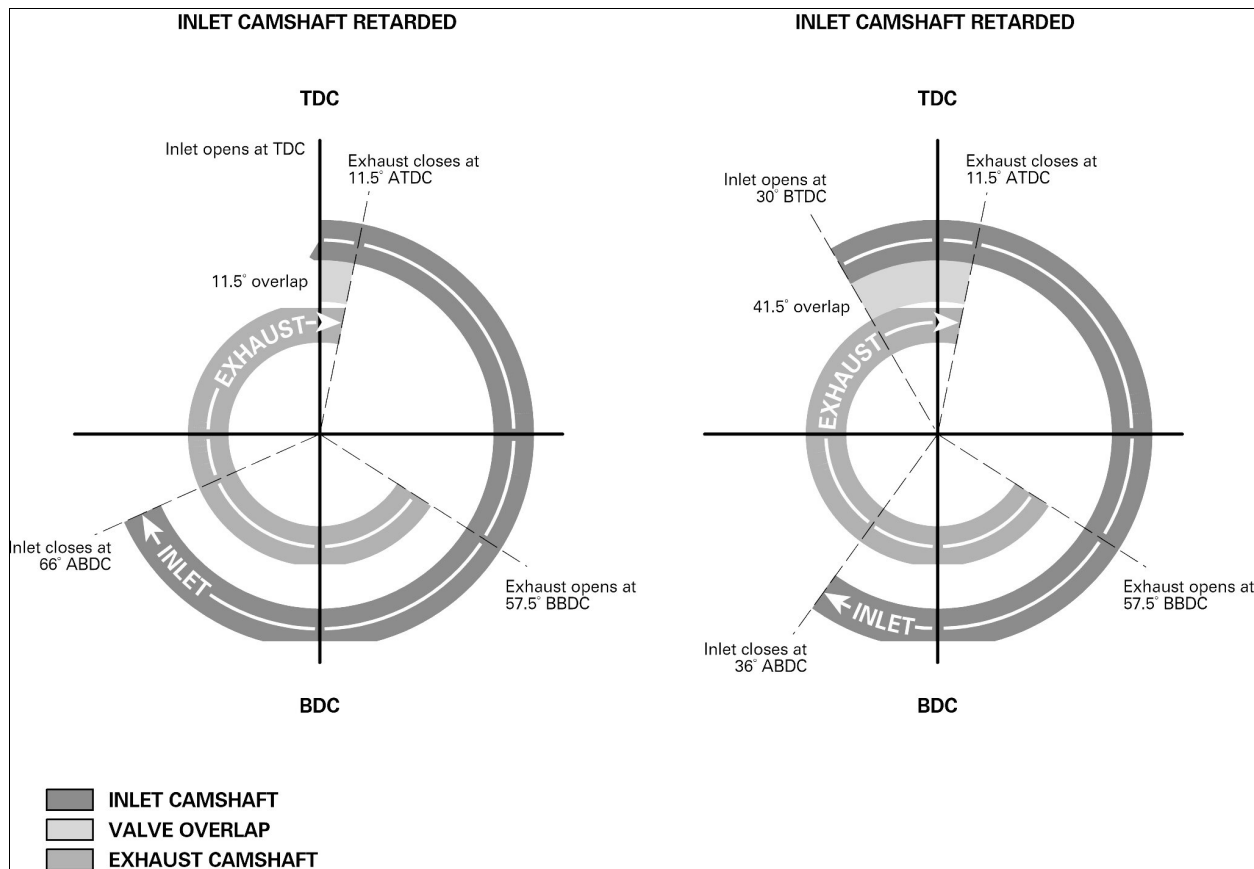 INLET CAMSHAFT RETARDED
TDC
Inlet opens at TDC
Exhaust closes at
11.5° ATDC
11.5° overlap
EXHAUST
INLET
Inlet closes at
66° ABDC
Exhaust opens at
57.5° BBDC
BDC
INLET CAMSHAFT RETARDED
TDC
Inlet opens at
30° BTDC
Exhaust closes at
11.5° ATDC
41.5° overlap
EXHAUST
INLET
Inlet closes at
36° ABDC
Exhaust opens at
57.5° BBDC
BDC
INLET CAMSHAFT
VALVE OVERLAP
EXHAUST CAMSHAFT